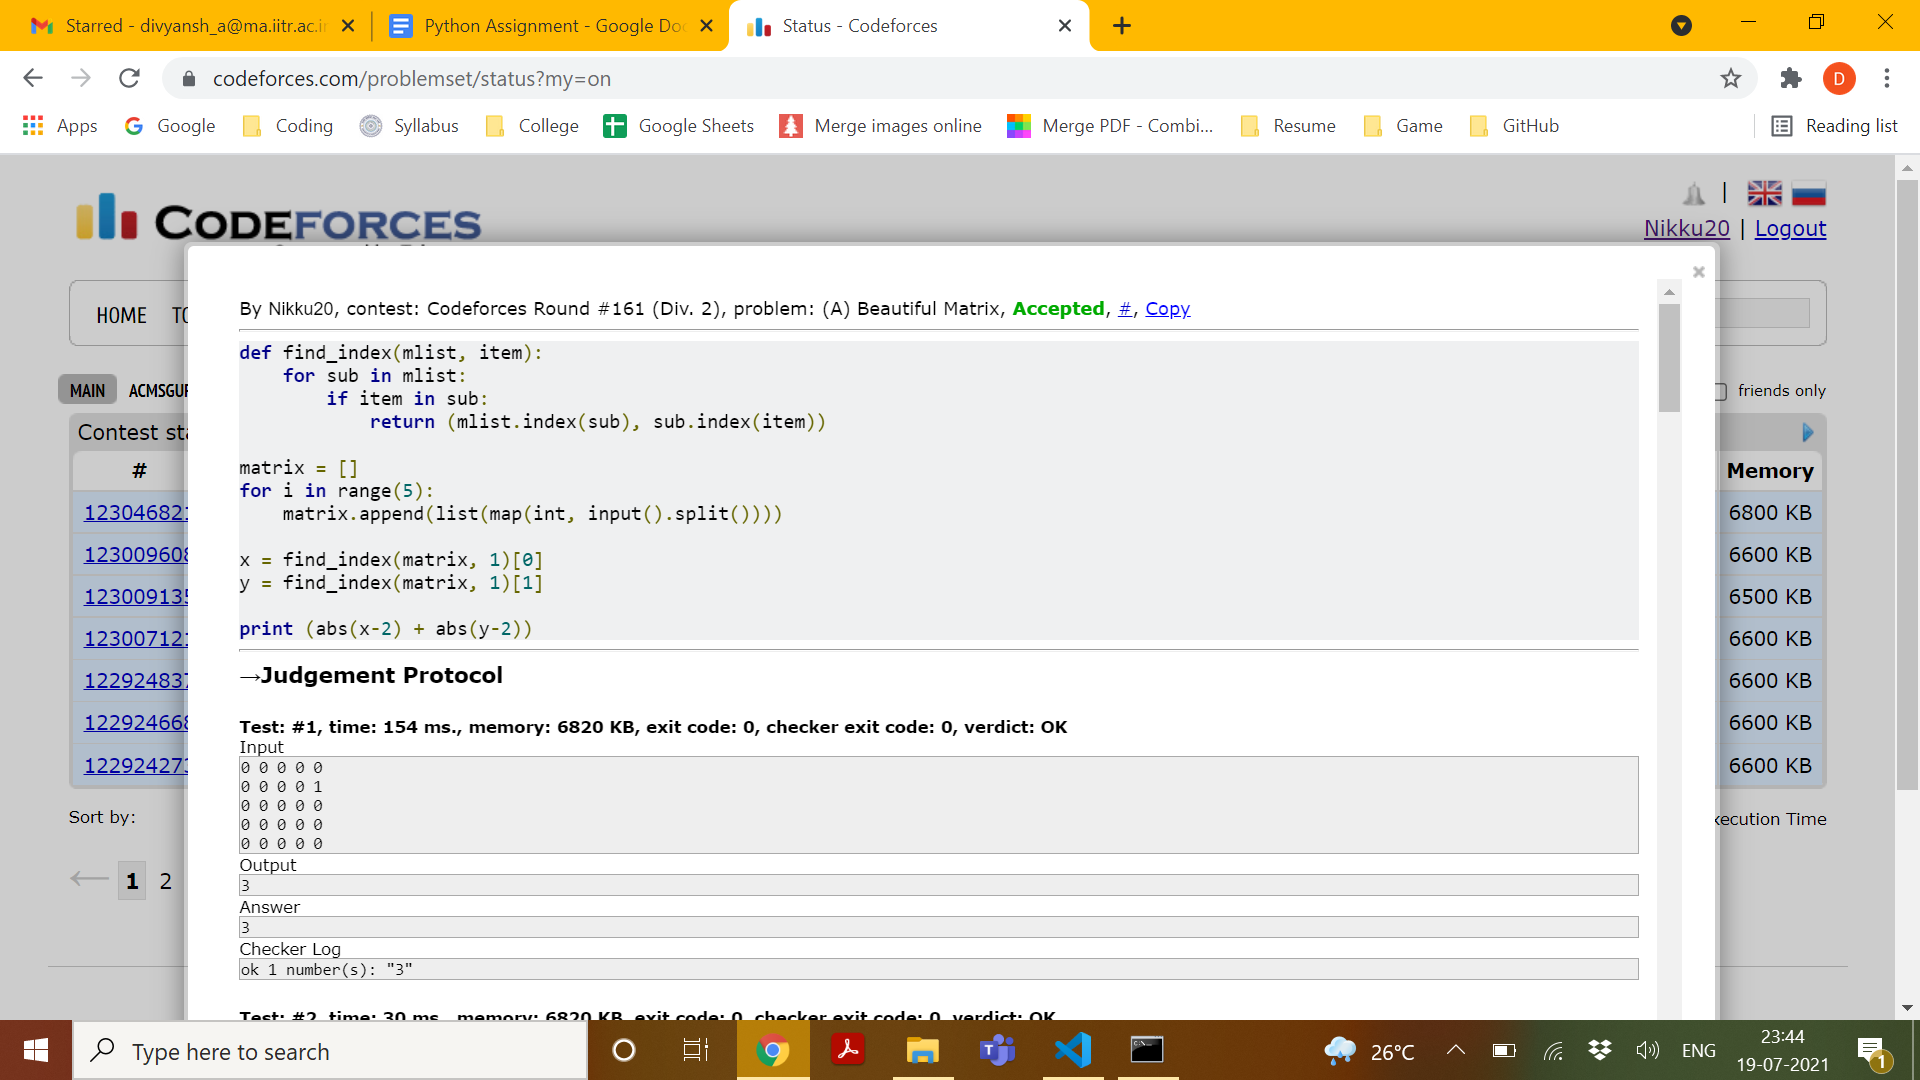 Starred - divyansh_a@ma.iitr.ac.i
Python Assignment - Google Doc
Status - Codeforces
codeforces.com/problemset/status?my=on
D
Apps
Google
Coding
Syllabus
College
Google Sheets
Merge images online
Merge PDF - Combi...
Resume
Game
GitHub
Reading list
CODEFORCES
|
Nikku20 | Logout
HOME
TO
By Nikku20, contest: Codeforces Round #161 (Div. 2), problem: (A) Beautiful Matrix, Accepted, #, Copy
def find_index(mlist, item):
    for sub in mlist:
        if item in sub:
            return (mlist.index(sub), sub.index(item))
matrix = []
for i in range(5):
    matrix.append(list(map(int, input().split())))
x = find_index(matrix, 1)[0]
y = find_index(matrix, 1)[1]
print (abs(x-2) + abs(y-2))
→Judgement Protocol
Test: #1, time: 154 ms., memory: 6820 KB, exit code: 0, checker exit code: 0, verdict: OK
Input
0 0 0 0 0
0 0 0 0 1
0 0 0 0 0
0 0 0 0 0
0 0 0 0 0
Output
3
Answer
3
Checker Log
ok 1 number(s): "3"
Test: #2, time: 30 ms., memory: 6820 KB, exit code: 0, checker exit code: 0, verdict: OK
MAIN
ACMSGUR
friends only
Contest sta
#
Memory
123046821
6800 KB
123009608
6600 KB
123009135
6500 KB
123007121
6600 KB
122924837
6600 KB
122924668
6600 KB
122924273
6600 KB
Sort by:
xecution Time
1 2
Type here to search
26°C
ENG
23:44
19-07-2021
1